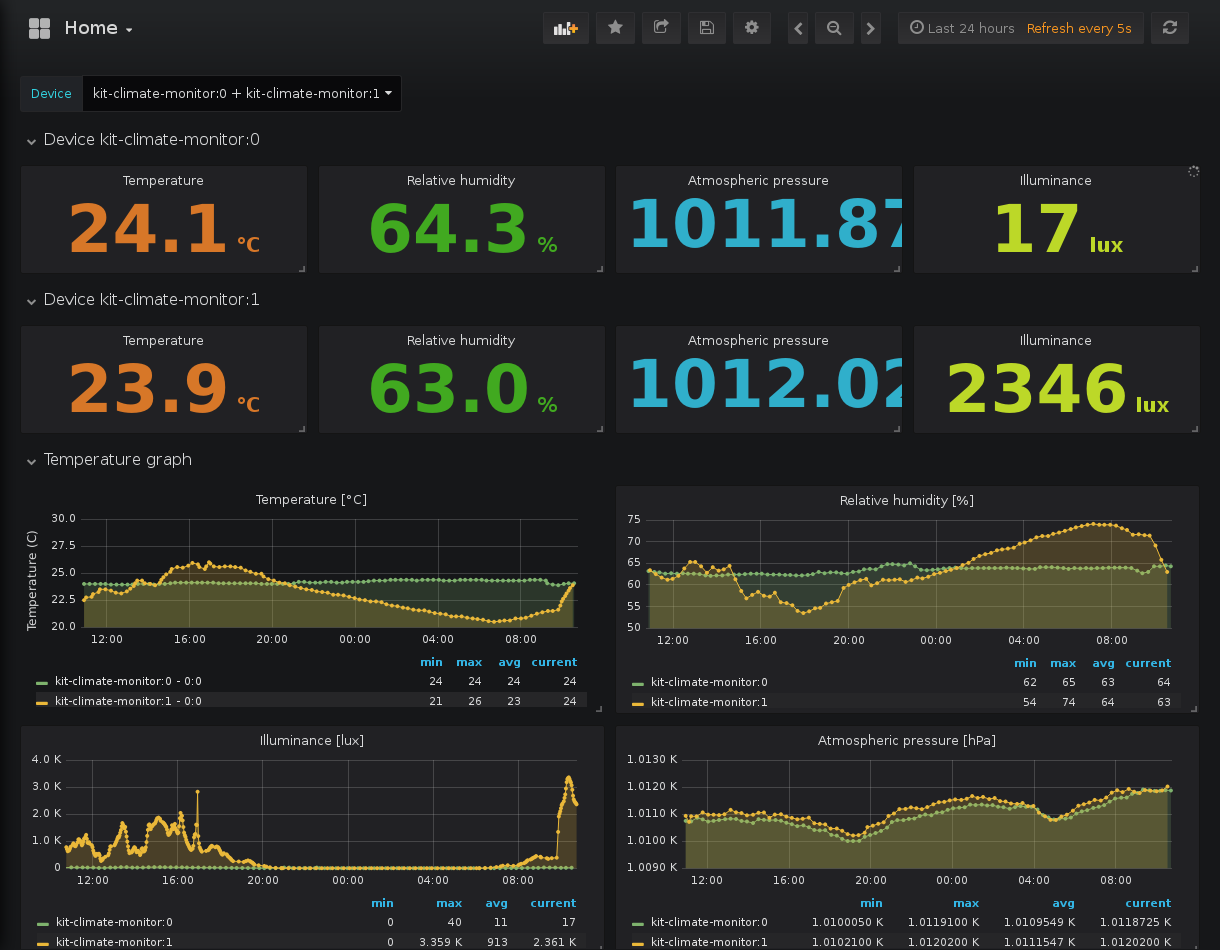 Home
Last 24 hours Refresh every 5s
Device kit-climate-monitor:0 + kit-climate-monitor:1
Device kit-climate-monitor:0
Temperature Relative humidity Atmospheric pressure Illuminance
24.1 °C 64.3 % 1011.87 17 lux
Device kit-climate-monitor:1
Temperature Relative humidity Atmospheric pressure Illuminance
23.9 °C 63.0 % 1012.02 2346 lux
Temperature graph
Temperature [°C]
Temperature (C)
30.0
27.5
25.0
22.5
20.0
12:00 16:00 20:00 00:00 04:00 08:00
min max avg current
kit-climate-monitor:0 - 0:0 24 24 24 24
kit-climate-monitor:1 - 0:0 21 26 23 24
Relative humidity [%]
75
70
65
60
55
50
12:00 16:00 20:00 00:00 04:00 08:00
min max avg current
kit-climate-monitor:0 62 65 63 64
kit-climate-monitor:1 54 74 64 63
Illuminance [lux]
4.0 K
3.0 K
2.0 K
1.0 K
0
12:00 16:00 20:00 00:00 04:00 08:00
min max avg current
kit-climate-monitor:0 0 40 11 17
kit-climate-monitor:1 0 3.359 K 913 2.361 K
Atmospheric pressure [hPa]
1.0130 K
1.0120 K
1.0110 K
1.0100 K
1.0090 K
12:00 16:00 20:00 00:00 04:00 08:00
min max avg current
kit-climate-monitor:0 1.0100050 K 1.0119100 K 1.0109549 K 1.0118725 K
kit-climate-monitor:1 1.0102100 K 1.0120200 K 1.0111547 K 1.0120200 K